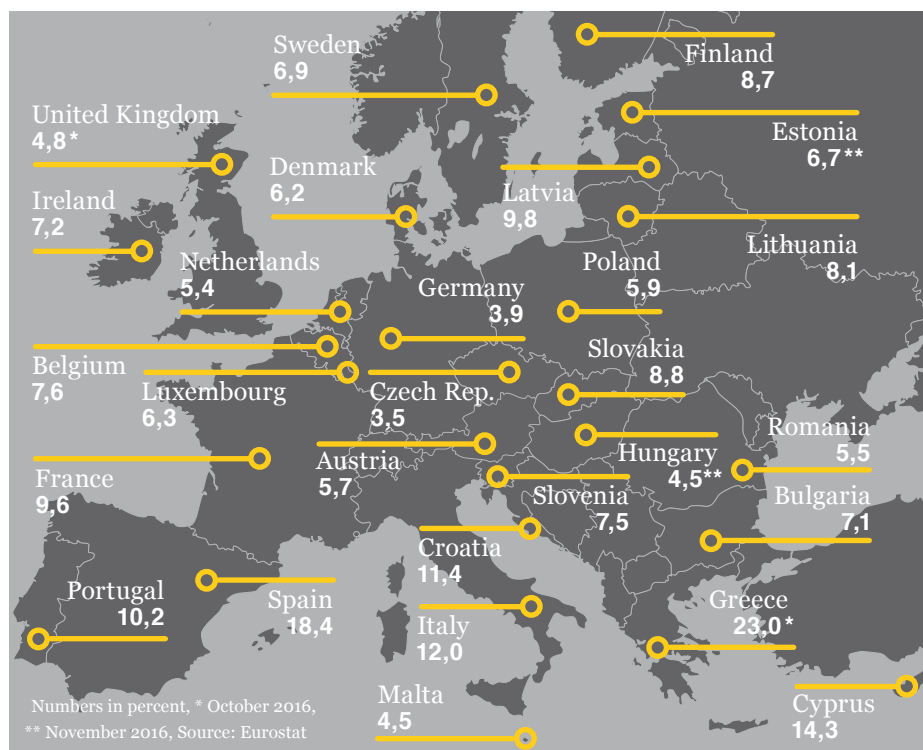 Sweden
6,9
Finland
8,7
United Kingdom
4,8*
Estonia
6,7**
Denmark
6,2
Latvia
9,8
Ireland
7,2
Lithuania
8,1
Netherlands
5,4
Germany
3,9
Poland
5,9
Belgium
7,6
Luxembourg
6,3
Czech Rep.
3,5
Slovakia
8,8
France
9,6
Austria
5,7
Hungary
4,5**
Romania
5,5
Slovenia
7,5
Bulgaria
7,1
Croatia
11,4
Portugal
10,2
Spain
18,4
Italy
12,0
Greece
23,0*
Malta
4,5
Cyprus
14,3
Numbers in percent, * October 2016,
** November 2016, Source: Eurostat